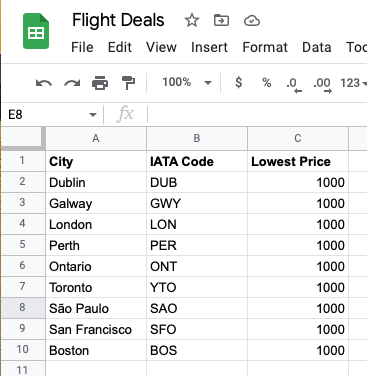 Flight Deals
File Edit View Insert Format Data Too
100% $ % .0 .00 123
E8 fx
A B C
1 City IATA Code Lowest Price
2 Dublin DUB 1000
3 Galway GWY 1000
4 London LON 1000
5 Perth PER 1000
6 Ontario ONT 1000
7 Toronto YTO 1000
8 São Paulo SAO 1000
9 San Francisco SFO 1000
10 Boston BOS 1000
11